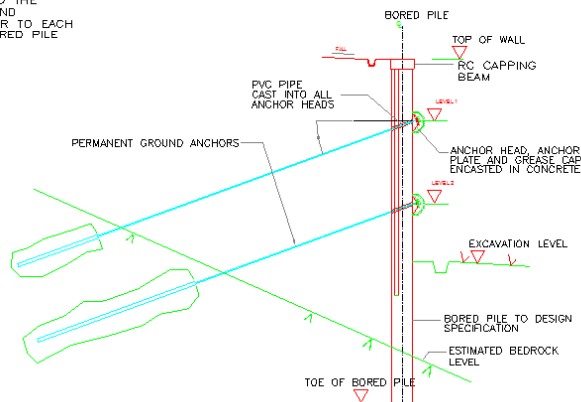 THE
ND
R TO EACH
RED PILE
BORED PILE
TOP OF WALL
FILL
RC CAPPING
BEAM
PVC PIPE
CAST INTO ALL
ANCHOR HEADS
LEVEL1
PERMANENT GROUND ANCHORS
ANCHOR HEAD, ANCHOR
PLATE AND GREASE CAP
ENCASTED IN CONCRETE
LEVEL2
EXCAVATION LEVEL
BORED PILE TO DESIGN
SPECIFICATION
ESTIMATED BEDROCK
LEVEL
TOE OF BORED PILE